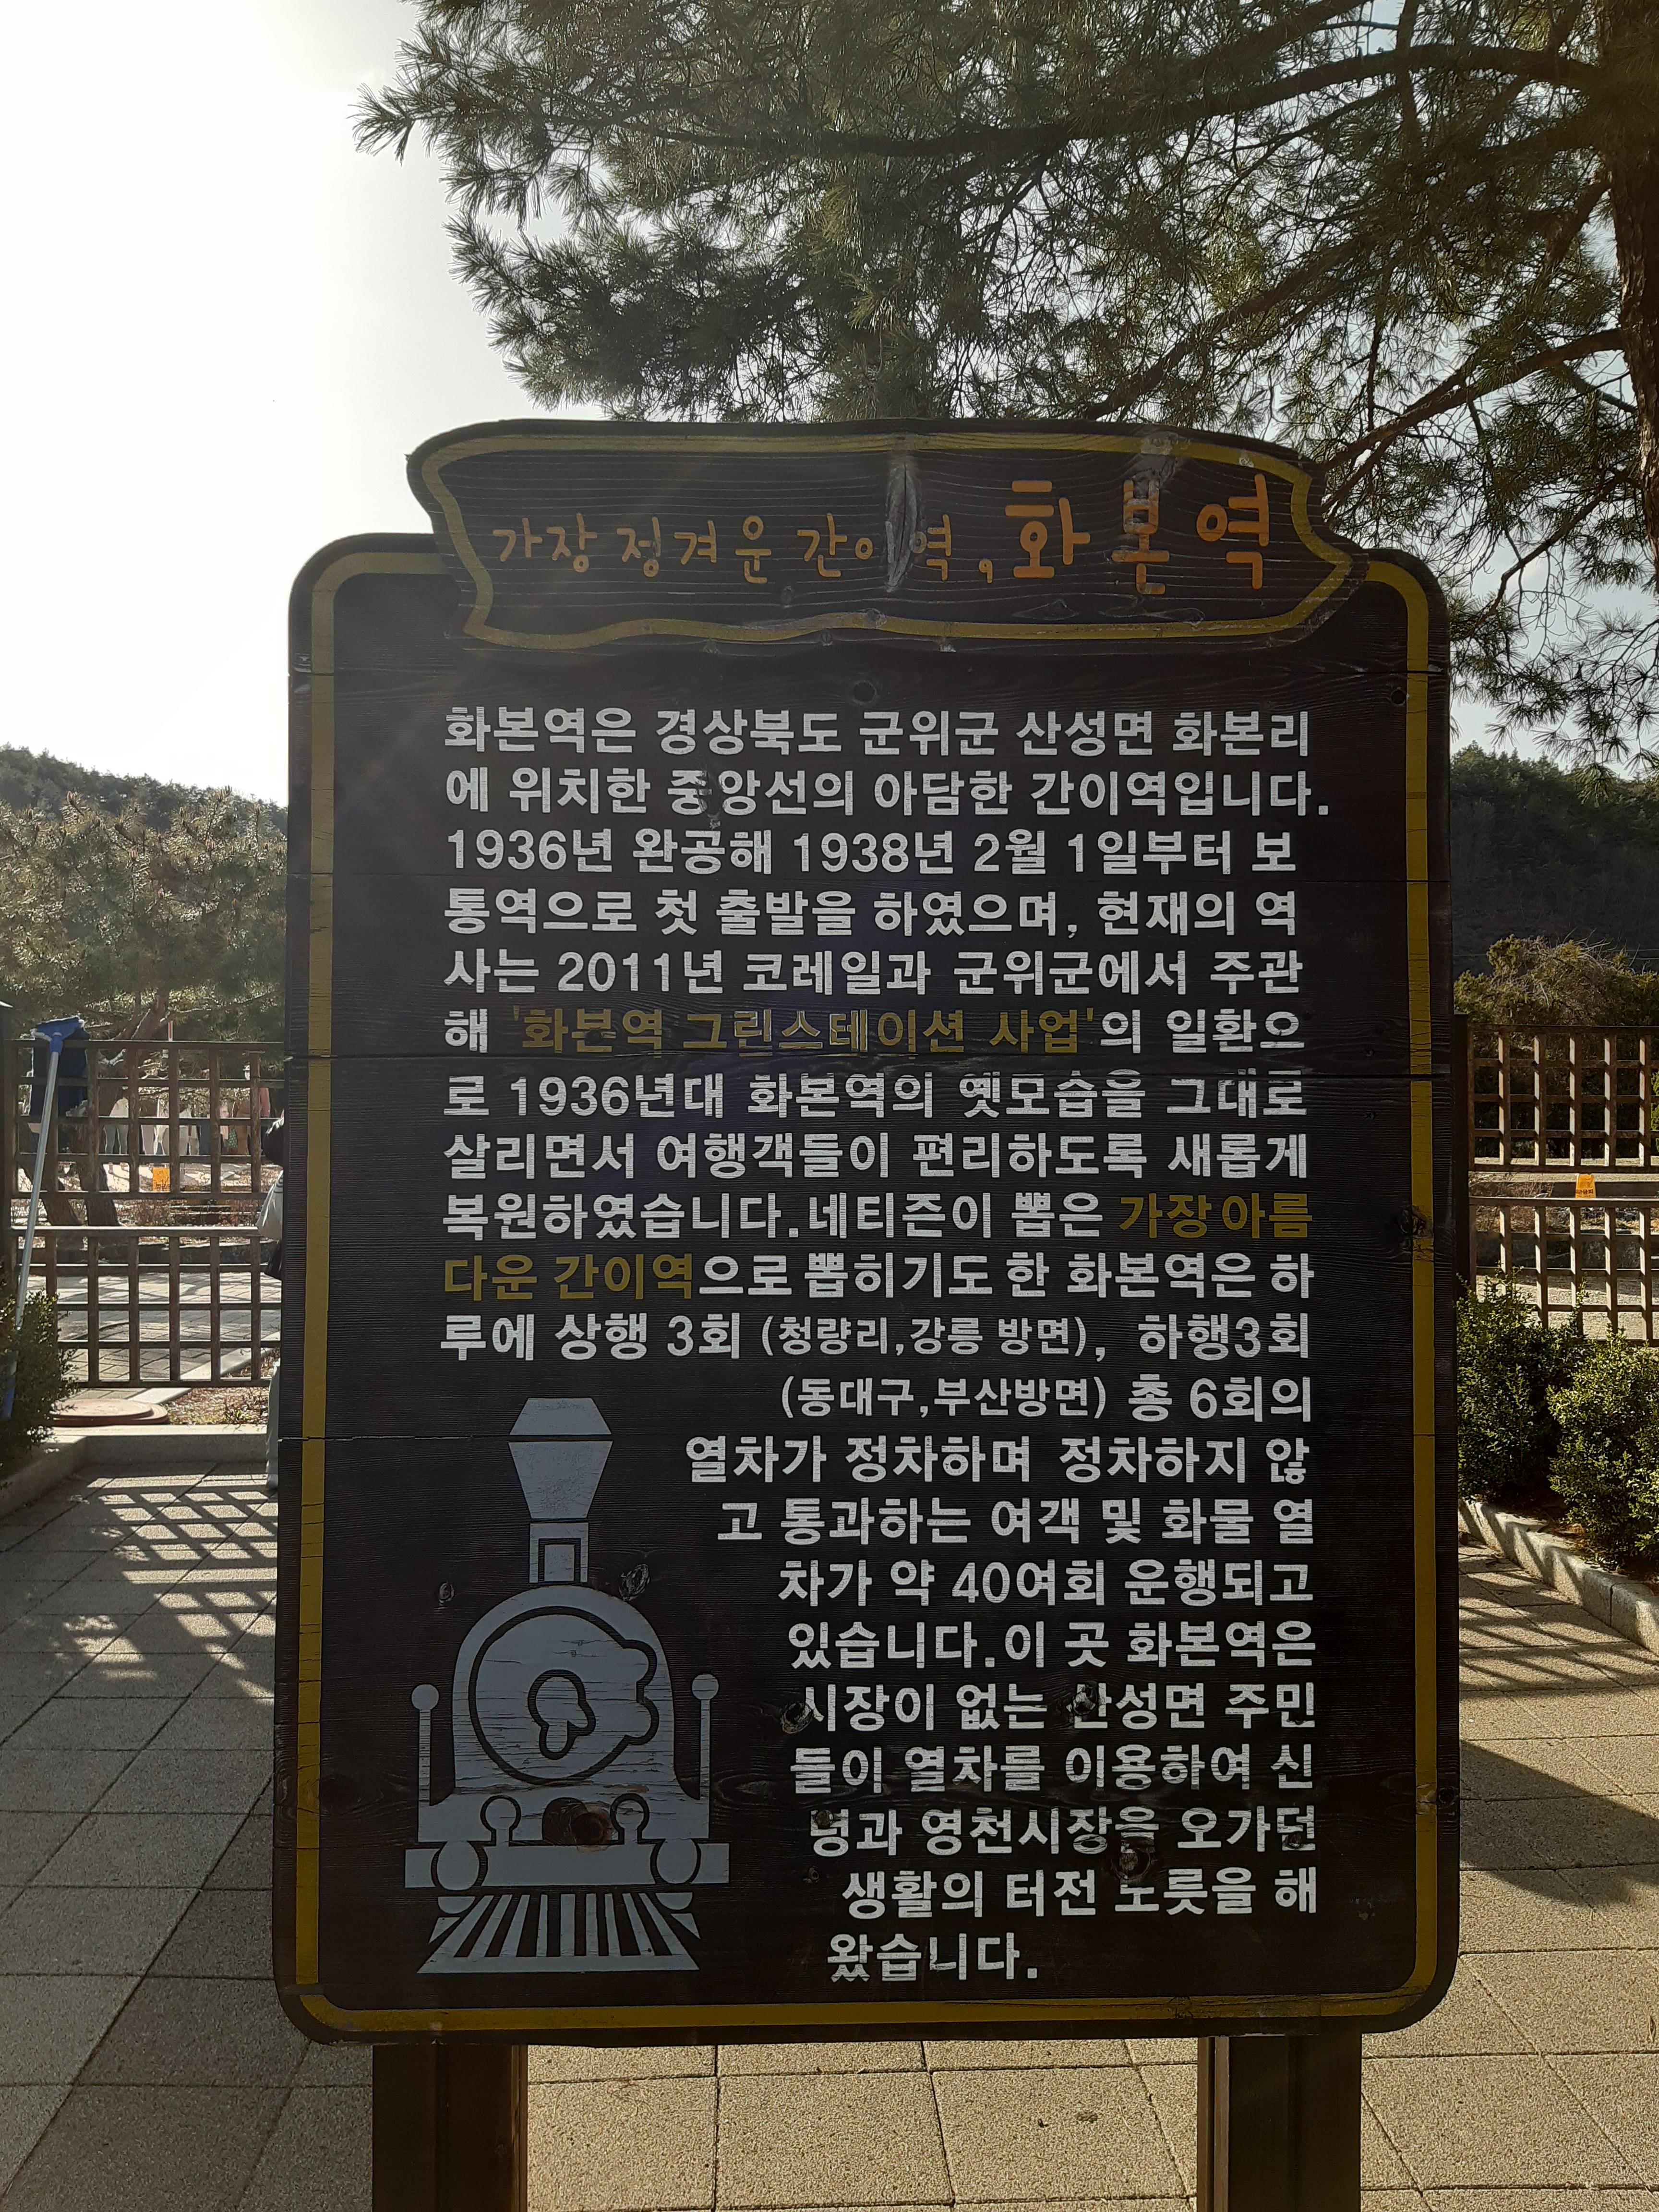 가장 정겨운 간이역, 화본역
화본역은 경상북도 군위군 산성면 화본리
에 위치한 중앙선의 아담한 간이역입니다.
1936년 완공해 1938년 2월 1일부터 보
통역으로 첫 출발을 하였으며, 현재의 역
사는 2011년 코레일과 군위군에서 주관
해 '화본역 그린스테이션 사업'의 일환으
로 1936년대 화본역의 옛모습을 그대로
살리면서 여행객들이 편리하도록 새롭게
복원하였습니다.네티즌이 뽑은 가장 아름
다운 간이역으로 뽑히기도 한 화본역은 하
루에 상행 3회 (청량리,강릉 방면), 하행3회
(동대구,부산방면) 총 6회의
열차가 정차하며 정차하지 않
고 통과하는 여객 및 화물 열
차가 약 40여회 운행되고
있습니다.이 곳 화본역은
시장이 없는 산성면 주민
들이 열차를 이용하여 신
녕과 영천시장을 오가던
생활의 터전 노릇을 해
왔습니다.